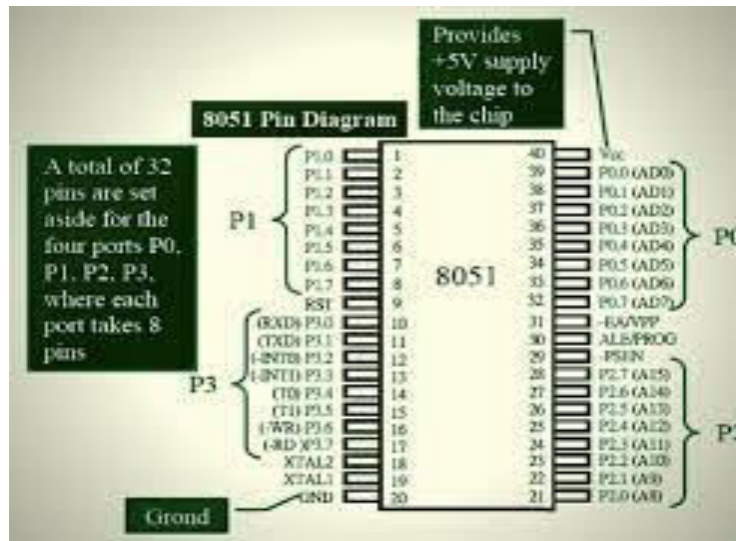 Provides
+5V supply
voltage to
the chip
8051 Pin Diagram
A total of 32
pins are set
aside for the
four ports P0,
P1, P2, P3,
where each
port takes 8
pins
P1
P3
P1.0 1
P1.1 2
P1.2 3
P1.3 4
P1.4 5
P1.5 6
P1.6 7
P1.7 8
RST 9
(RXD) P3.0 10
(TXD) P3.1 11
(-INT0) P3.2 12
(-INT1) P3.3 13
(T0) P3.4 14
(T1) P3.5 15
(-WR) P3.6 16
(-RD )P3.7 17
XTAL2 18
XTAL1 19
GND 20
8051
40 Vcc
39 P0.0 (AD0)
38 P0.1 (AD1)
37 P0.2 (AD2)
36 P0.3 (AD3)
35 P0.4 (AD4)
34 P0.5 (AD5)
33 P0.6 (AD6)
32 P0.7 (AD7)
31 -EA/VPP
30 ALE/PROG
29 -PSEN
28 P2.7 (A15)
27 P2.6 (A14)
26 P2.5 (A13)
25 P2.4 (A12)
24 P2.3 (A11)
23 P2.2 (A10)
22 P2.1 (A9)
21 P2.0 (A8)
P0
Grond